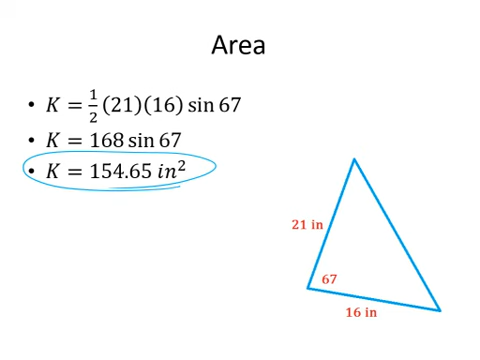 Area
• K = 1/2 (21)(16) sin 67
• K = 168 sin 67
• K = 154.65 in²
21 in
67
16 in